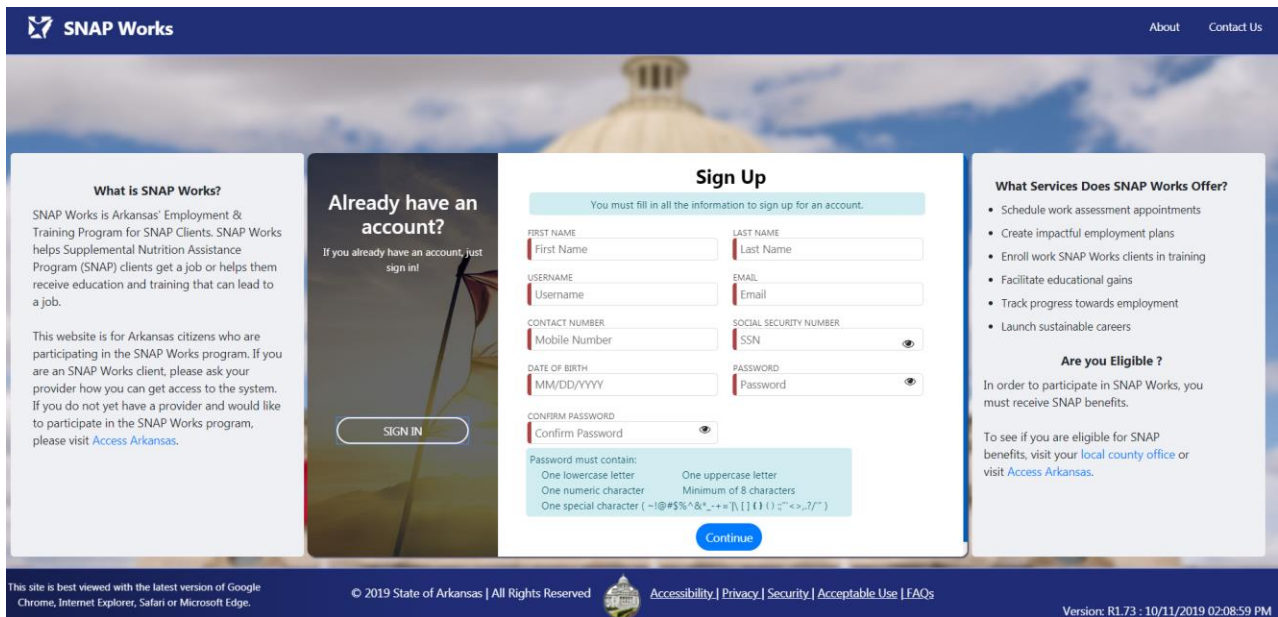 SNAP Works
About
Contact Us
What is SNAP Works?
SNAP Works is Arkansas' Employment &
Training Program for SNAP Clients. SNAP Works
helps Supplemental Nutrition Assistance
Program (SNAP) clients get a job or helps them
receive education and training that can lead to
a job.
This website is for Arkansas citizens who are
participating in the SNAP Works program. If you
are an SNAP Works client, please ask your
provider how you can get access to the system.
If you do not yet have a provider and would like
to participate in the SNAP Works program,
please visit Access Arkansas.
Already have an
account?
If you already have an account, just
sign in!
SIGN IN
Sign Up
You must fill in all the information to sign up for an account.
FIRST NAME
First Name
LAST NAME
Last Name
USERNAME
Username
EMAIL
Email
CONTACT NUMBER
Mobile Number
SOCIAL SECURITY NUMBER
SSN
DATE OF BIRTH
MM/DD/YYYY
PASSWORD
Password
CONFIRM PASSWORD
Confirm Password
Password must contain:
One lowercase letter
One uppercase letter
One numeric character
Minimum of 8 characters
One special character
Continue
What Services Does SNAP Works Offer?
• Schedule work assessment appointments
• Create impactful employment plans
• Enroll work SNAP Works clients in training
• Facilitate educational gains
• Track progress towards employment
• Launch sustainable careers
Are you Eligible ?
In order to participate in SNAP Works, you
must receive SNAP benefits.
To see if you are eligible for SNAP
benefits, visit your local county office or
visit Access Arkansas.
This site is best viewed with the latest version of Google
Chrome, Internet Explorer, Safari or Microsoft Edge.
© 2019 State of Arkansas | All Rights Reserved
Accessibility | Privacy | Security | Acceptable Use | FAQs
Version: R1.73 : 10/11/2019 02:08:59 PM